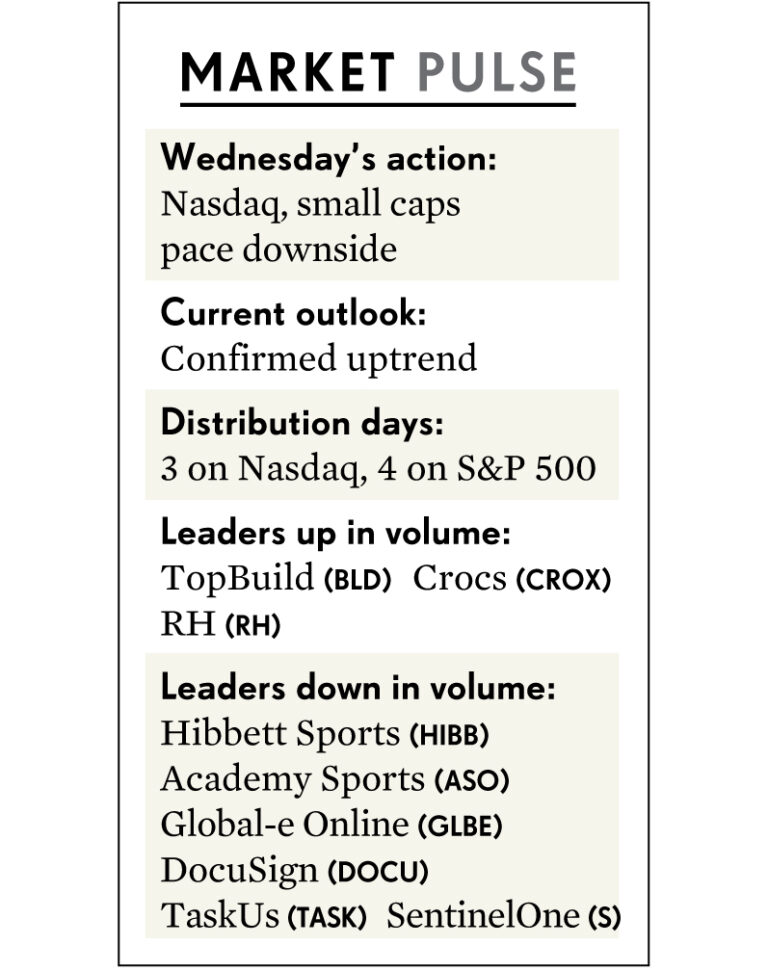 MARKET PULSE
Wednesday’s action:
Nasdaq, small caps
pace downside
Current outlook:
Confirmed uptrend
Distribution days:
3 on Nasdaq, 4 on S&P 500
Leaders up in volume:
TopBuild (BLD) Crocs (CROX)
RH (RH)
Leaders down in volume:
Hibbett Sports (HIBB)
Academy Sports (ASO)
Global-e Online (GLBE)
DocuSign (DOCU)
TaskUs (TASK) SentinelOne (S)